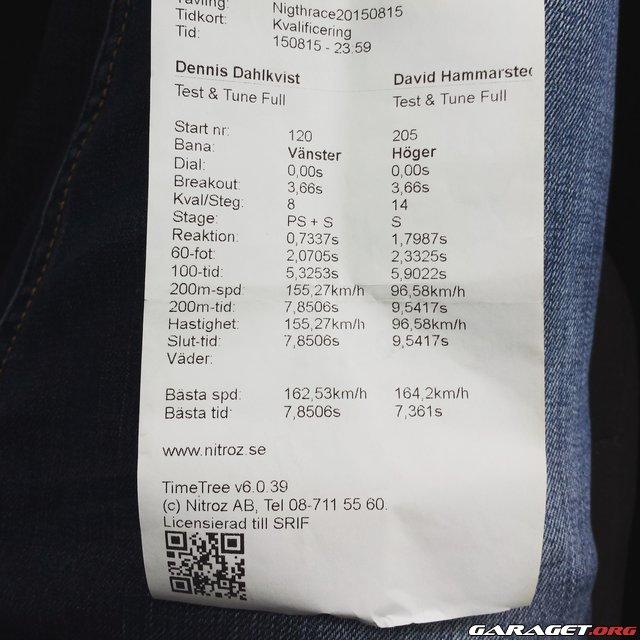 Tävling: Nigthrace20150815
Tidkort: Kvalificering
Tid: 150815 - 23:59
Dennis Dahlkvist David Hammarsted
Test & Tune Full Test & Tune Full
Start nr: 120 205
Bana: Vänster Höger
Dial: 0,00s 0,00s
Breakout: 3,66s 3,66s
Kval/Steg: 8 14
Stage: PS + S S
Reaktion: 0,7337s 1,7987s
60-fot: 2,0705s 2,3325s
100-tid: 5,3253s 5,9022s
200m-spd: 155,27km/h 96,58km/h
200m-tid: 7,8506s 9,5417s
Hastighet: 155,27km/h 96,58km/h
Slut-tid: 7,8506s 9,5417s
Väder:
Bästa spd: 162,53km/h 164,2km/h
Bästa tid: 7,8506s 7,361s
www.nitroz.se
TimeTree v6.0.39
(c) Nitroz AB, Tel 08-711 55 60.
Licensierad till SRIF
GARAGET.ORG